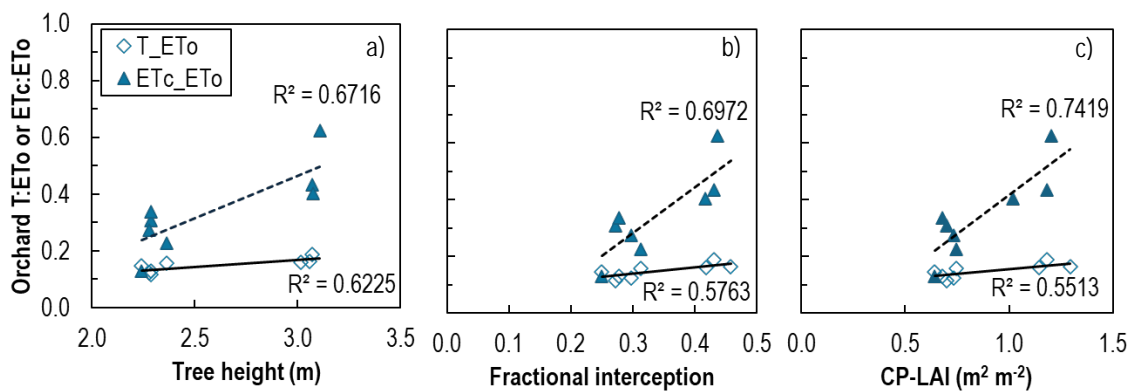 Orchard T:ETo or ETc:ETo
1.0
0.8
0.6
0.4
0.2
0.0
T_ETo
ETc_ETo
a)
R² = 0.6716
R² = 0.6225
2.0 2.5 3.0 3.5
Tree height (m)
b)
R² = 0.6972
R² = 0.5763
0.0 0.1 0.2 0.3 0.4 0.5
Fractional interception
c)
R² = 0.7419
R² = 0.5513
0.0 0.5 1.0 1.5
CP-LAI (m² m⁻²)